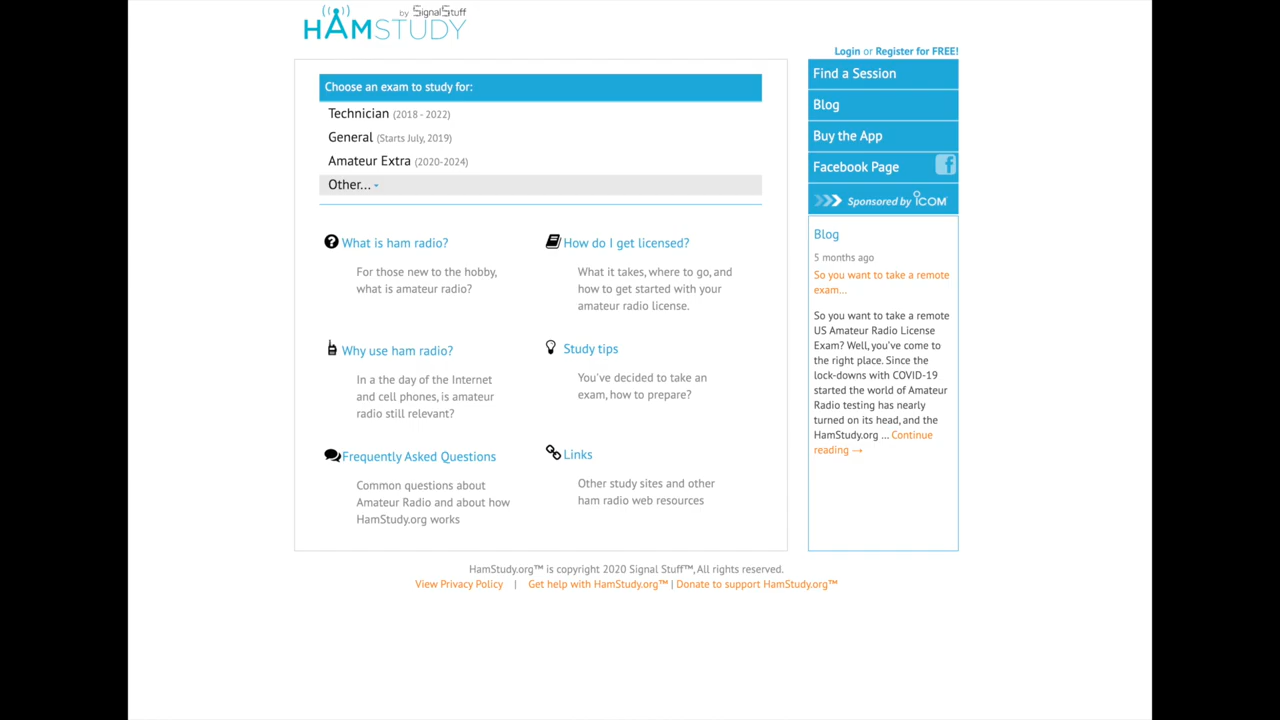 by SignalStuff
HAMSTUDY
Login or Register for FREE!
Choose an exam to study for:
Technician (2018 - 2022)
General (Starts July, 2019)
Amateur Extra (2020-2024)
Other...
What is ham radio?
For those new to the hobby,
what is amateur radio?
How do I get licensed?
What it takes, where to go, and
how to get started with your
amateur radio license.
Why use ham radio?
In a the day of the Internet
and cell phones, is amateur
radio still relevant?
Study tips
You've decided to take an
exam, how to prepare?
Frequently Asked Questions
Common questions about
Amateur Radio and about how
HamStudy.org works
Links
Other study sites and other
ham radio web resources
Find a Session
Blog
Buy the App
Facebook Page
Sponsored by iCOM
Blog
5 months ago
So you want to take a remote
exam...
So you want to take a remote
US Amateur Radio License
Exam? Well, you've come to
the right place. Since the
lock-downs with COVID-19
started the world of Amateur
Radio testing has nearly
turned on its head, and the
HamStudy.org ... Continue
reading →
HamStudy.org™ is copyright 2020 Signal Stuff™, All rights reserved.
View Privacy Policy | Get help with HamStudy.org™ | Donate to support HamStudy.org™